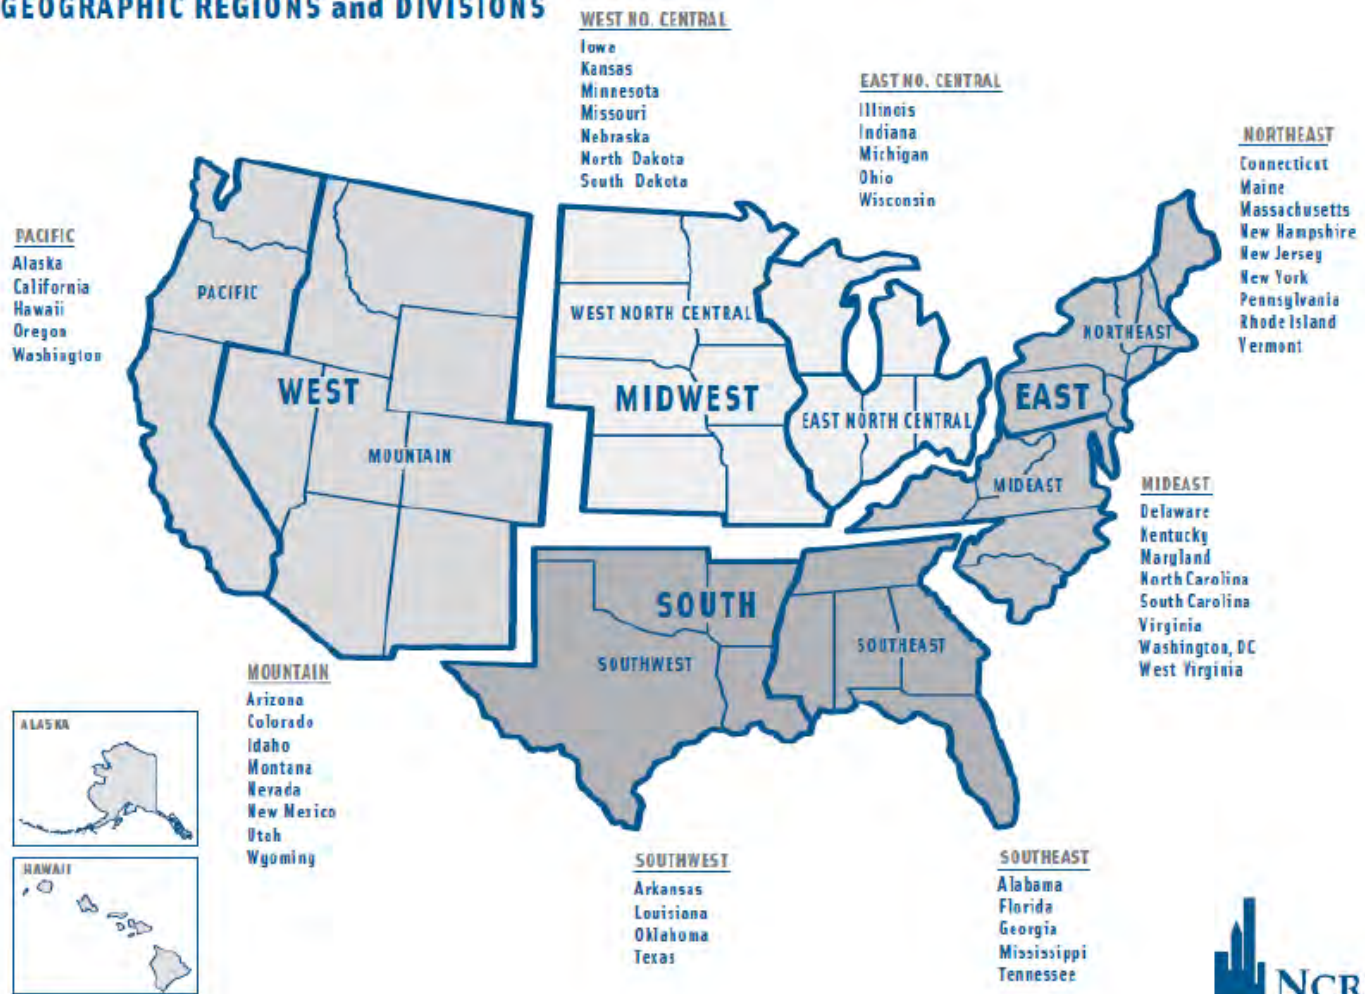 GEOGRAPHIC REGIONS and DIVISIONS
WEST NO. CENTRAL
Iowa
Kansas
Minnesota
Missouri
Nebraska
North Dakota
South Dakota
EAST NO. CENTRAL
Illinois
Indiana
Michigan
Ohio
Wisconsin
NORTHEAST
Connecticut
Maine
Massachusetts
New Hampshire
New Jersey
New York
Pennsylvania
Rhode Island
Vermont
PACIFIC
Alaska
California
Hawaii
Oregon
Washington
PACIFIC
WEST
MOUNTAIN
WEST NORTH CENTRAL
MIDWEST
EAST NORTH CENTRAL
NORTHEAST
EAST
MIDEAST
SOUTH
SOUTHWEST
SOUTHEAST
MIDEAST
Delaware
Kentucky
Maryland
North Carolina
South Carolina
Virginia
Washington, DC
West Virginia
MOUNTAIN
Arizona
Colorado
Idaho
Montana
Nevada
New Mexico
Utah
Wyoming
ALASKA
HAWAII
SOUTHWEST
Arkansas
Louisiana
Oklahoma
Texas
SOUTHEAST
Alabama
Florida
Georgia
Mississippi
Tennessee
NCR